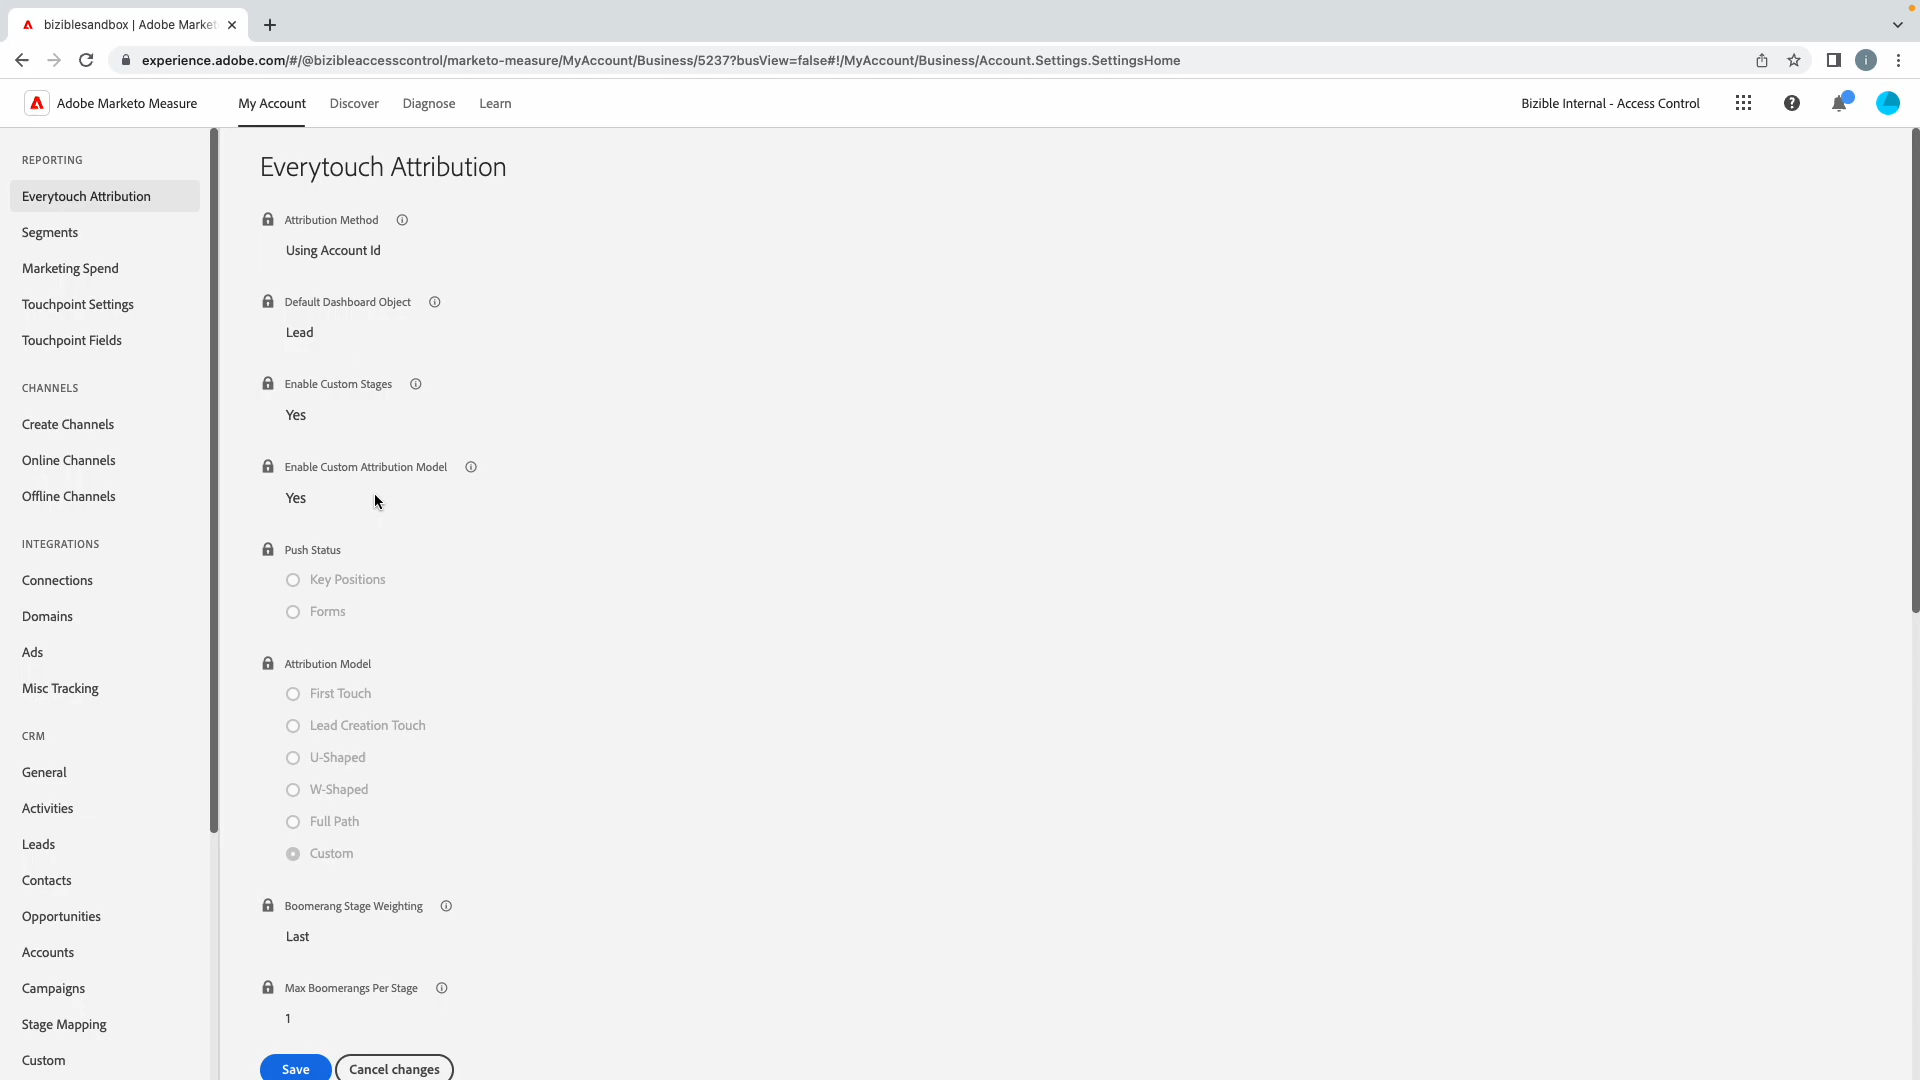 biziblesandbox | Adobe Market
experience.adobe.com/#/@bizibleaccesscontrol/marketo-measure/MyAccount/Business/5237?busView=false#!/MyAccount/Business/Account.Settings.SettingsHome
i
Adobe Marketo Measure
My Account
Discover
Diagnose
Learn
Bizible Internal - Access Control
REPORTING
Everytouch Attribution
Segments
Marketing Spend
Touchpoint Settings
Touchpoint Fields
CHANNELS
Create Channels
Online Channels
Offline Channels
INTEGRATIONS
Connections
Domains
Ads
Misc Tracking
CRM
General
Activities
Leads
Contacts
Opportunities
Accounts
Campaigns
Stage Mapping
Custom
Everytouch Attribution
Attribution Method
Using Account Id
Default Dashboard Object
Lead
Enable Custom Stages
Yes
Enable Custom Attribution Model
Yes
Push Status
Key Positions
Forms
Attribution Model
First Touch
Lead Creation Touch
U-Shaped
W-Shaped
Full Path
Custom
Boomerang Stage Weighting
Last
Max Boomerangs Per Stage
1
Save
Cancel changes